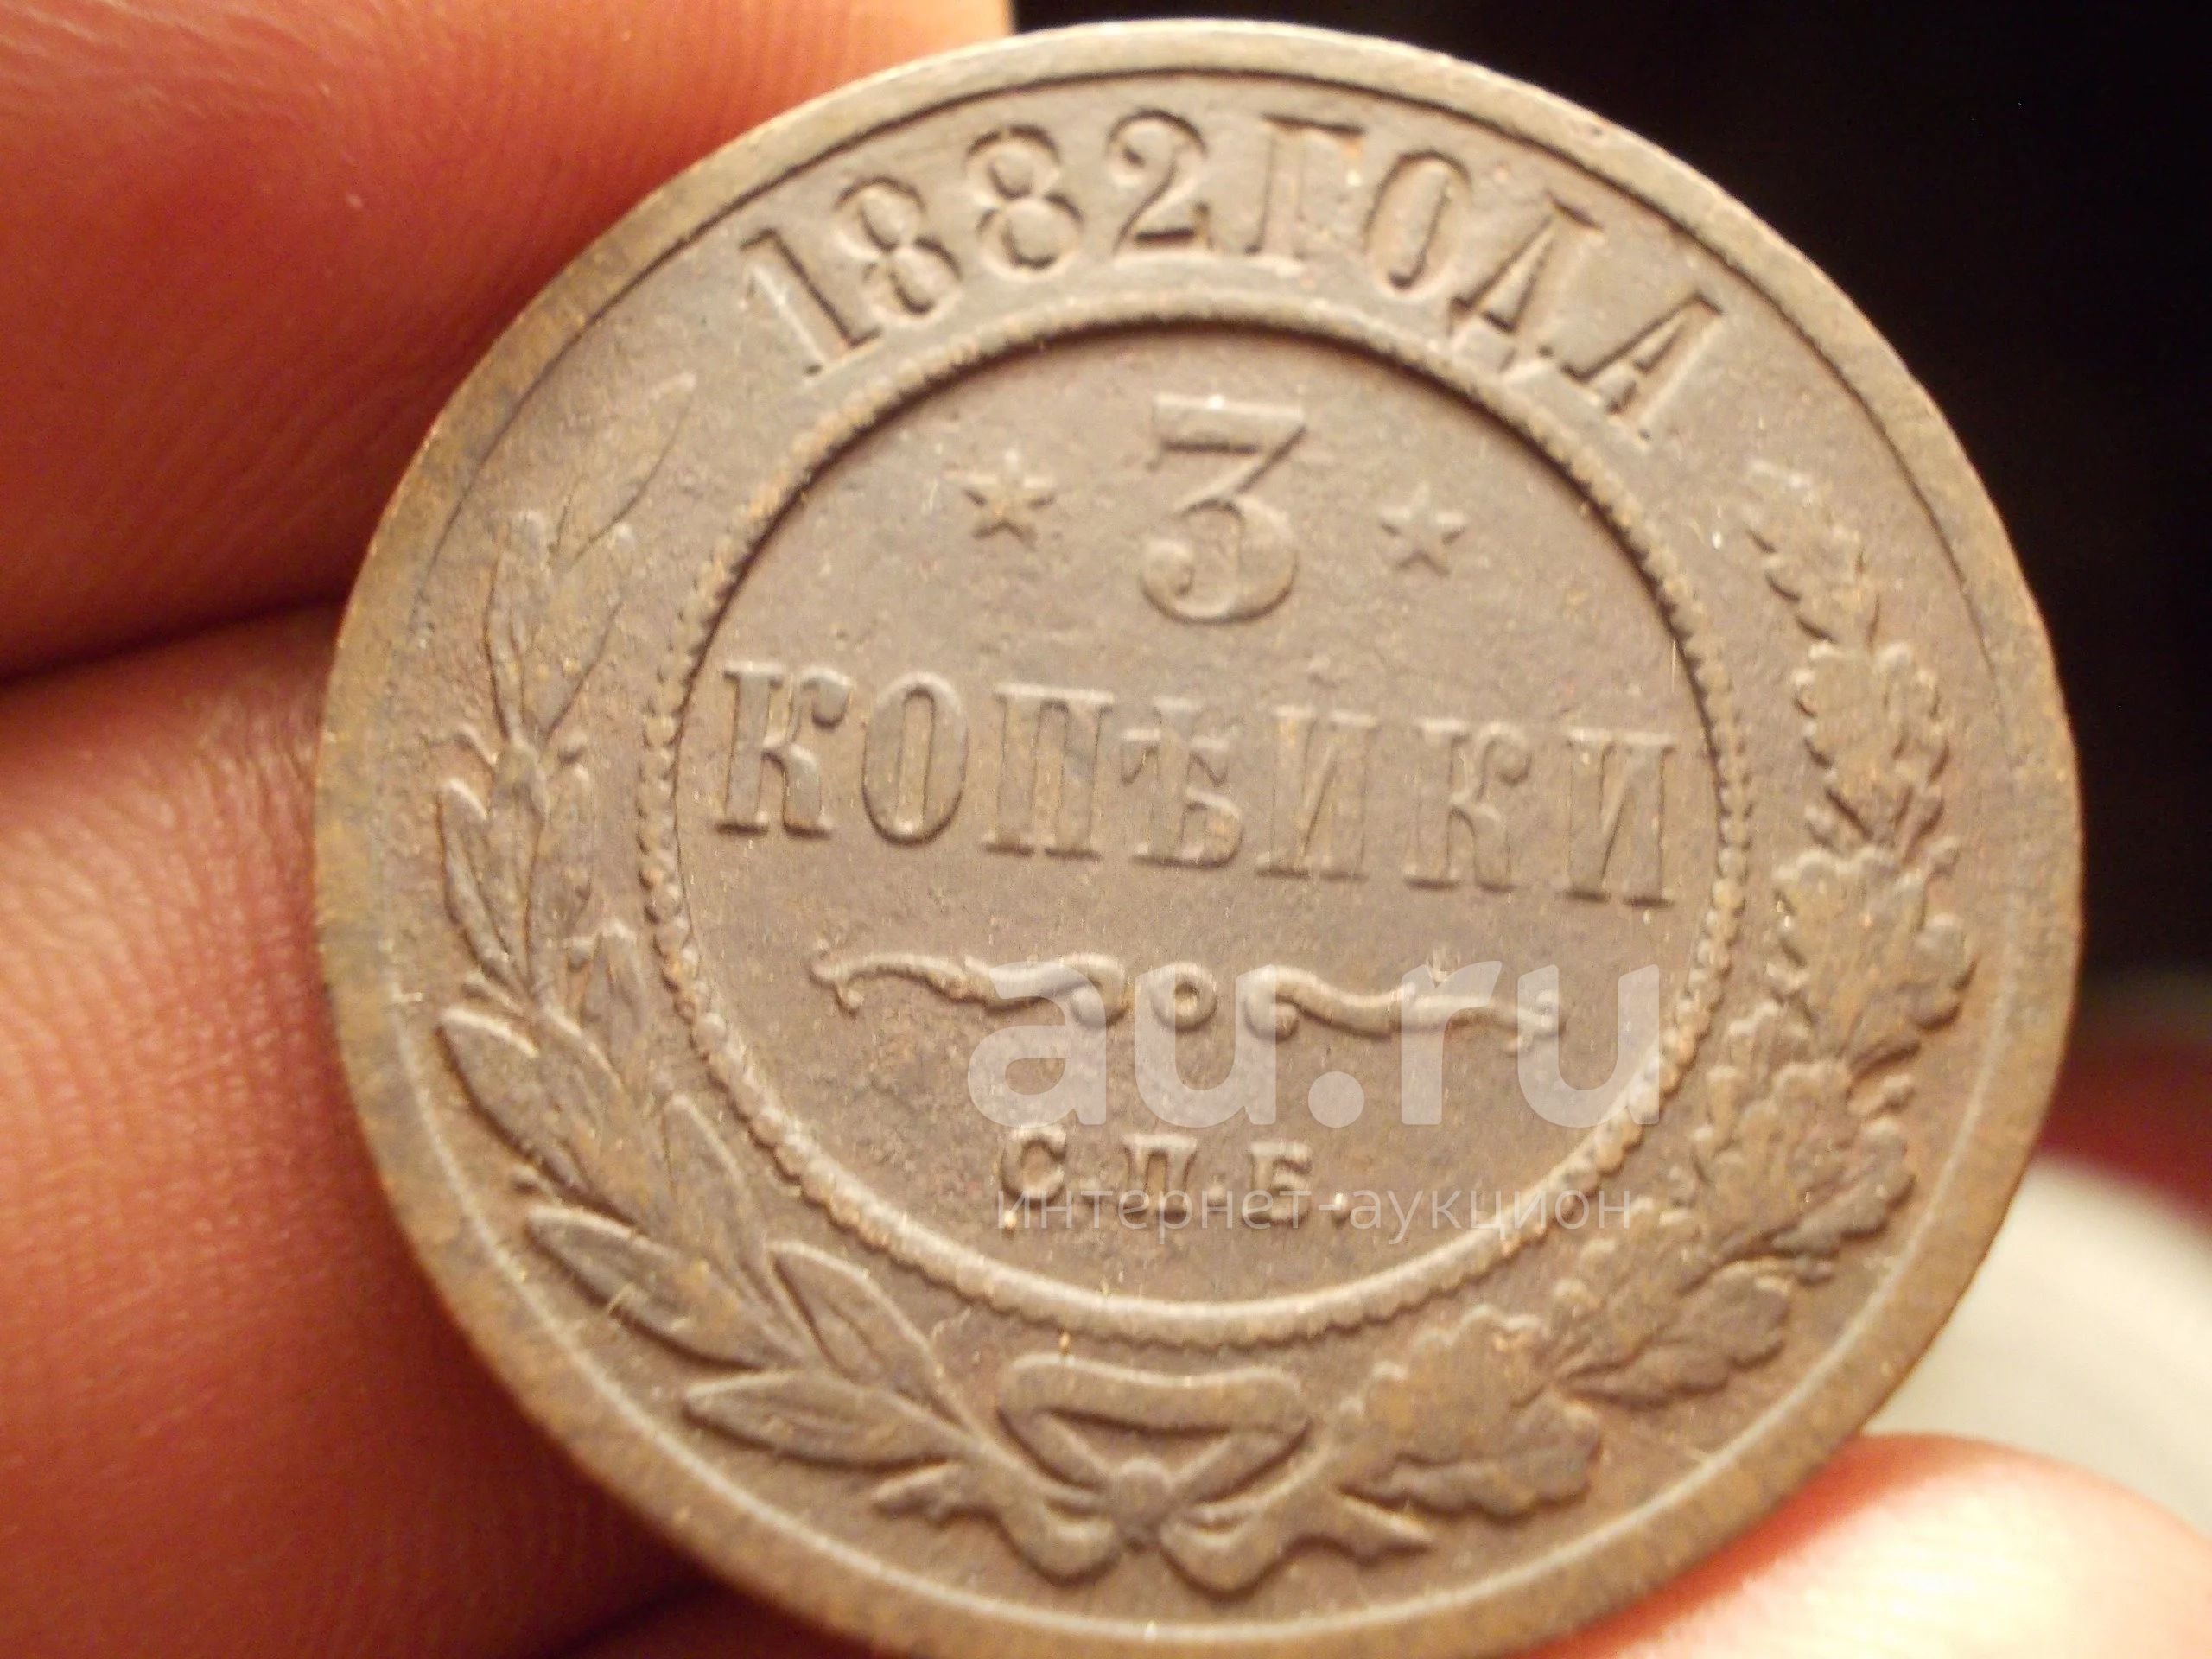 1882 ГОДА
3
КОПѢЙКИ
au.ru
С.П.Б.
интернет-аукцион